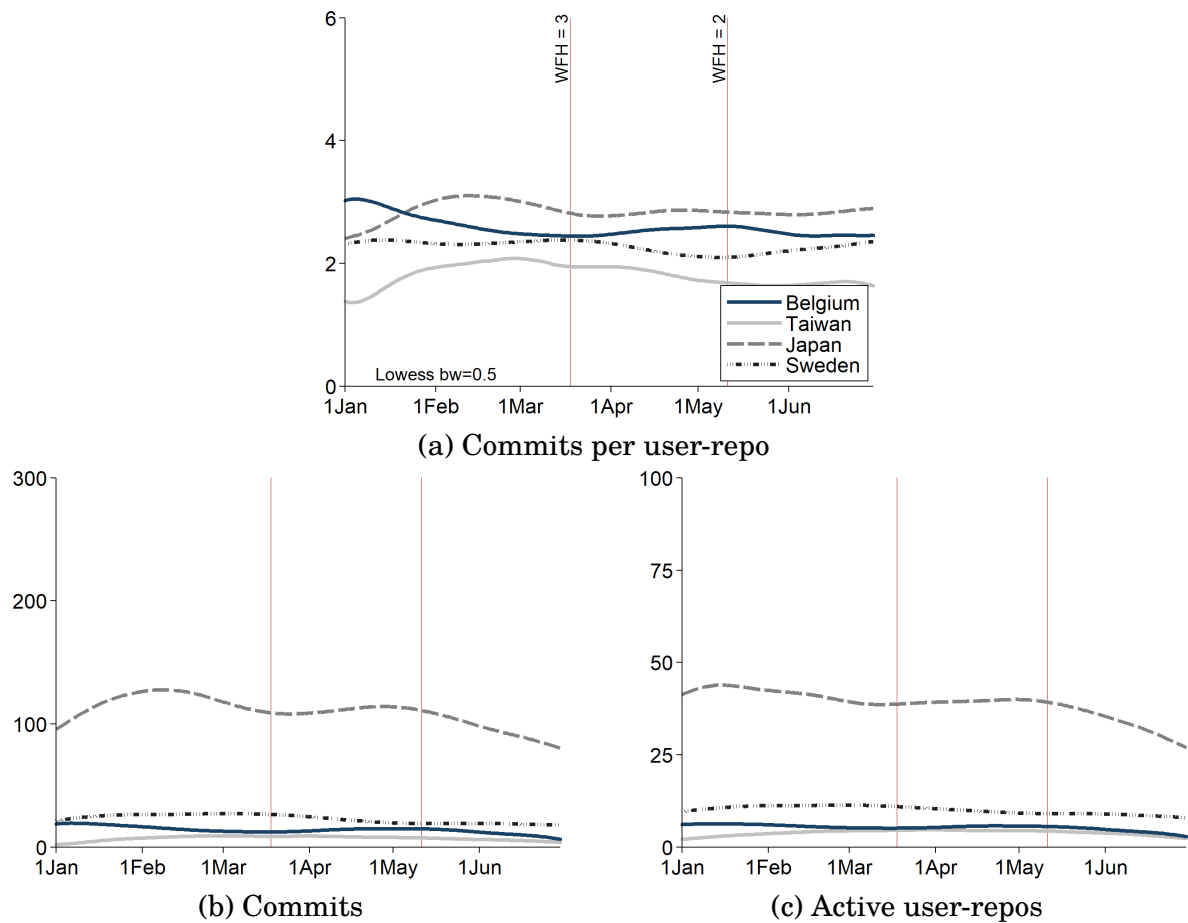 6
4
2
0
WFH = 3
WFH = 2
Belgium
Taiwan
Japan
Sweden
Lowess bw=0.5
1Jan 1Feb 1Mar 1Apr 1May 1Jun
(a) Commits per user-repo
300
200
100
0
1Jan 1Feb 1Mar 1Apr 1May 1Jun
(b) Commits
100
75
50
25
0
1Jan 1Feb 1Mar 1Apr 1May 1Jun
(c) Active user-repos